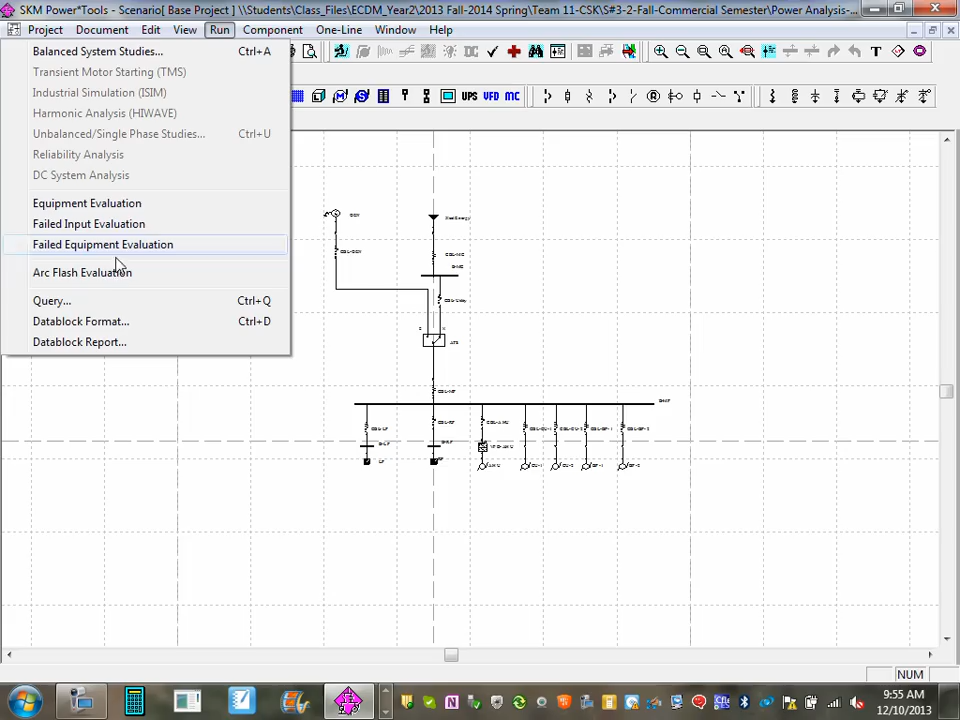 SKM Power*Tools - Scenario[ Base Project ] \\Students\Class_Files\ECDM_Year2\2013 Fall-2014 Spring\Team 11-CSK\S#3-2-Fall-Commercial Semester\Power Analysis-...
Project Document Edit View Run Component One-Line Window Help
Balanced System Studies... Ctrl+A
Transient Motor Starting (TMS)
Industrial Simulation (ISIM)
Harmonic Analysis (HIWAVE)
Unbalanced/Single Phase Studies... Ctrl+U
Reliability Analysis
DC System Analysis
Equipment Evaluation
Failed Input Evaluation
Failed Equipment Evaluation
Arc Flash Evaluation
Query... Ctrl+Q
Datablock Format... Ctrl+D
Datablock Report...
UPS VFD MC
ATS
NUM
9:55 AM
12/10/2013